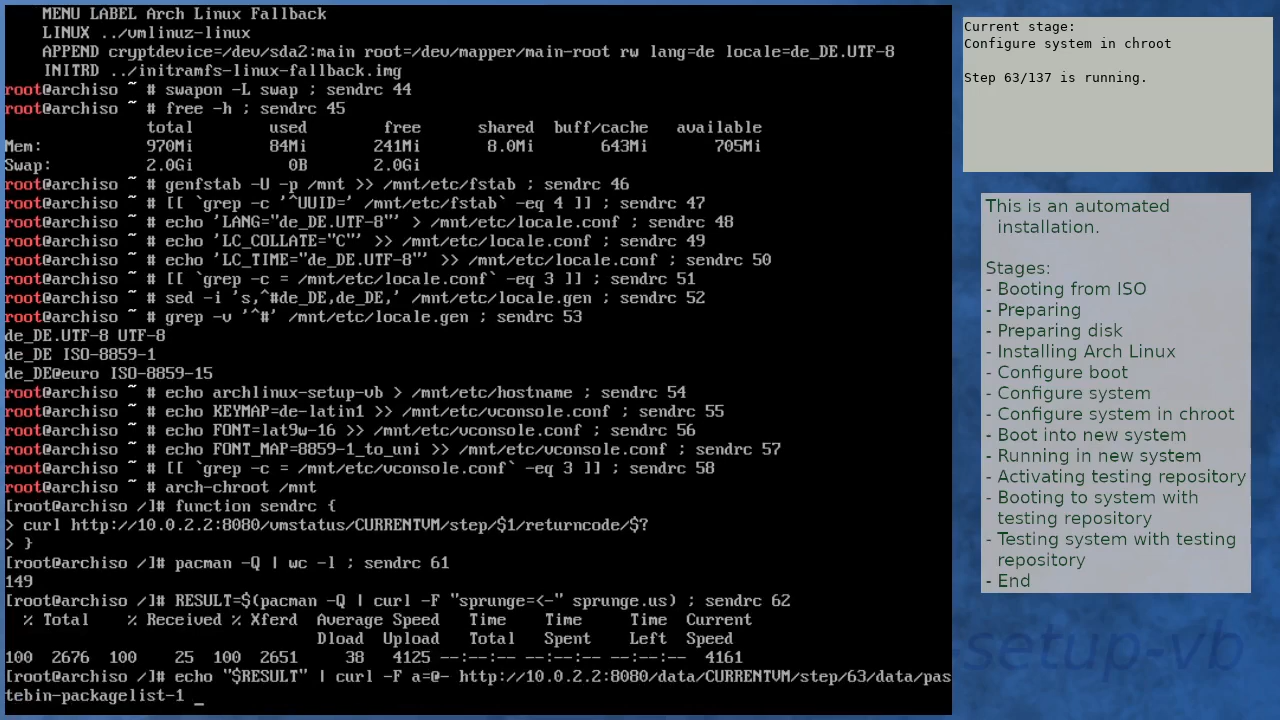 MENU LABEL Arch Linux Fallback
    LINUX ../vmlinuz-linux
    APPEND cryptdevice=/dev/sda2:main root=/dev/mapper/main-root rw lang=de locale=de_DE.UTF-8
    INITRD ../initramfs-linux-fallback.img
root@archiso ~ # swapon -L swap ; sendrc 44
root@archiso ~ # free -h ; sendrc 45
               total        used        free      shared  buff/cache   available
Mem:           970Mi        84Mi       241Mi       8.0Mi       643Mi       705Mi
Swap:          2.0Gi          0B       2.0Gi
root@archiso ~ # genfstab -U -p /mnt >> /mnt/etc/fstab ; sendrc 46
root@archiso ~ # [[ `grep -c '^UUID=' /mnt/etc/fstab` -eq 4 ]] ; sendrc 47
root@archiso ~ # echo 'LANG="de_DE.UTF-8"' > /mnt/etc/locale.conf ; sendrc 48
root@archiso ~ # echo 'LC_COLLATE="C"' >> /mnt/etc/locale.conf ; sendrc 49
root@archiso ~ # echo 'LC_TIME="de_DE.UTF-8"' >> /mnt/etc/locale.conf ; sendrc 50
root@archiso ~ # [[ `grep -c = /mnt/etc/locale.conf` -eq 3 ]] ; sendrc 51
root@archiso ~ # sed -i 's,^#de_DE,de_DE,' /mnt/etc/locale.gen ; sendrc 52
root@archiso ~ # grep -v '^#' /mnt/etc/locale.gen ; sendrc 53
de_DE.UTF-8 UTF-8
de_DE ISO-8859-1
de_DE@euro ISO-8859-15
root@archiso ~ # echo archlinux-setup-vb > /mnt/etc/hostname ; sendrc 54
root@archiso ~ # echo KEYMAP=de-latin1 >> /mnt/etc/vconsole.conf ; sendrc 55
root@archiso ~ # echo FONT=lat9w-16 >> /mnt/etc/vconsole.conf ; sendrc 56
root@archiso ~ # echo FONT_MAP=8859-1_to_uni >> /mnt/etc/vconsole.conf ; sendrc 57
root@archiso ~ # [[ `grep -c = /mnt/etc/vconsole.conf` -eq 3 ]] ; sendrc 58
root@archiso ~ # arch-chroot /mnt
[root@archiso /]# function sendrc {
> curl http://10.0.2.2:8080/vmstatus/CURRENTVM/step/$1/returncode/$?
> }
[root@archiso /]# pacman -Q | wc -l ; sendrc 61
149
[root@archiso /]# RESULT=$(pacman -Q | curl -F "sprunge=<-" sprunge.us) ; sendrc 62
  % Total    % Received % Xferd  Average Speed   Time    Time     Time  Current
                                 Dload  Upload   Total   Spent    Left  Speed
100  2676  100    25  100  2651     38   4125 --:--:-- --:--:-- --:--:--  4161
[root@archiso /]# echo "$RESULT" | curl -F a=@- http://10.0.2.2:8080/data/CURRENTVM/step/63/data/pas
tebin-packagelist-1 _
Current stage:
Configure system in chroot
Step 63/137 is running.
This is an automated
installation.
Stages:
- Booting from ISO
- Preparing
- Preparing disk
- Installing Arch Linux
- Configure boot
- Configure system
- Configure system in chroot
- Boot into new system
- Running in new system
- Activating testing repository
- Booting to system with
testing repository
- Testing system with testing
repository
- End
-setup-vb